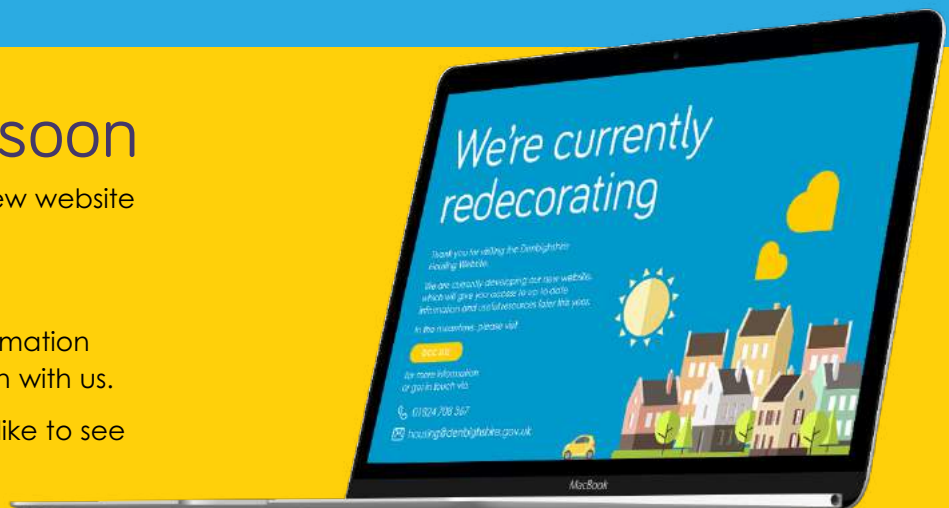 soon
ew website
mation
n with us.
like to see
We're currently
redecorating
Thank you for visiting the Denbighshire
Housing Website.
We are currently developing our new website,
which will give you access to up to date
information and useful resources later this year.
In the meantime, please visit
for more information
or get in touch via:
01824 706 367
housing@denbighshire.gov.uk
MacBook